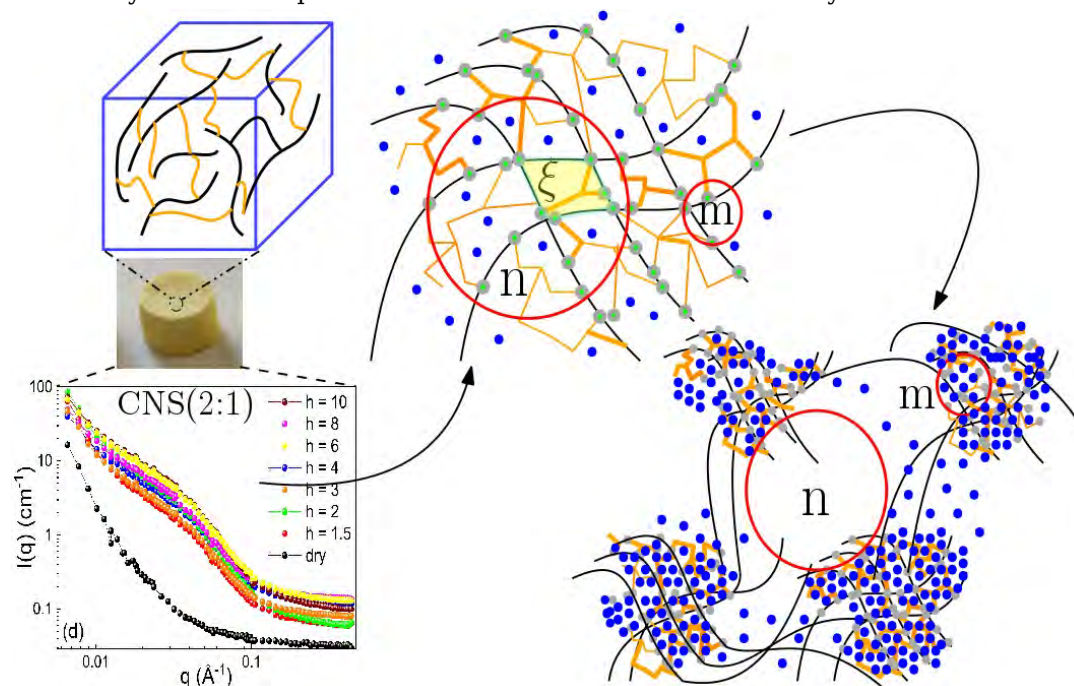 ξ
m
n
m
n
CNS(2:1)
h = 10
h = 8
h = 6
h = 4
h = 3
h = 2
h = 1.5
dry
100
10
1
0.1
I(q) (cm⁻¹)
(d)
0.01 0.1
q (Å⁻¹)